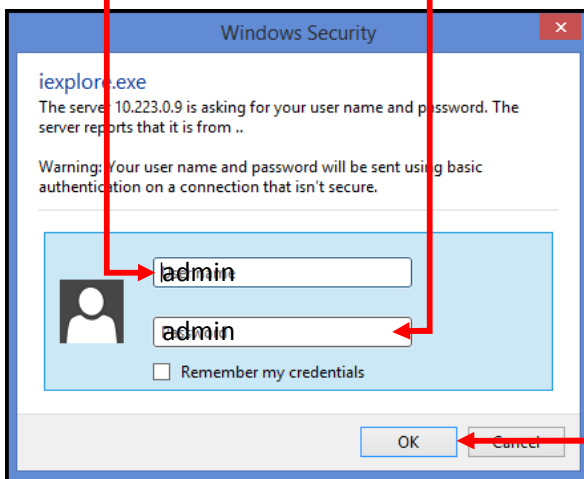 Windows Security
iexplore.exe
The server 10.223.0.9 is asking for your user name and password. The
server reports that it is from ..
Warning: Your user name and password will be sent using basic
authentication on a connection that isn't secure.
admin
admin
Remember my credentials
OK Cancel